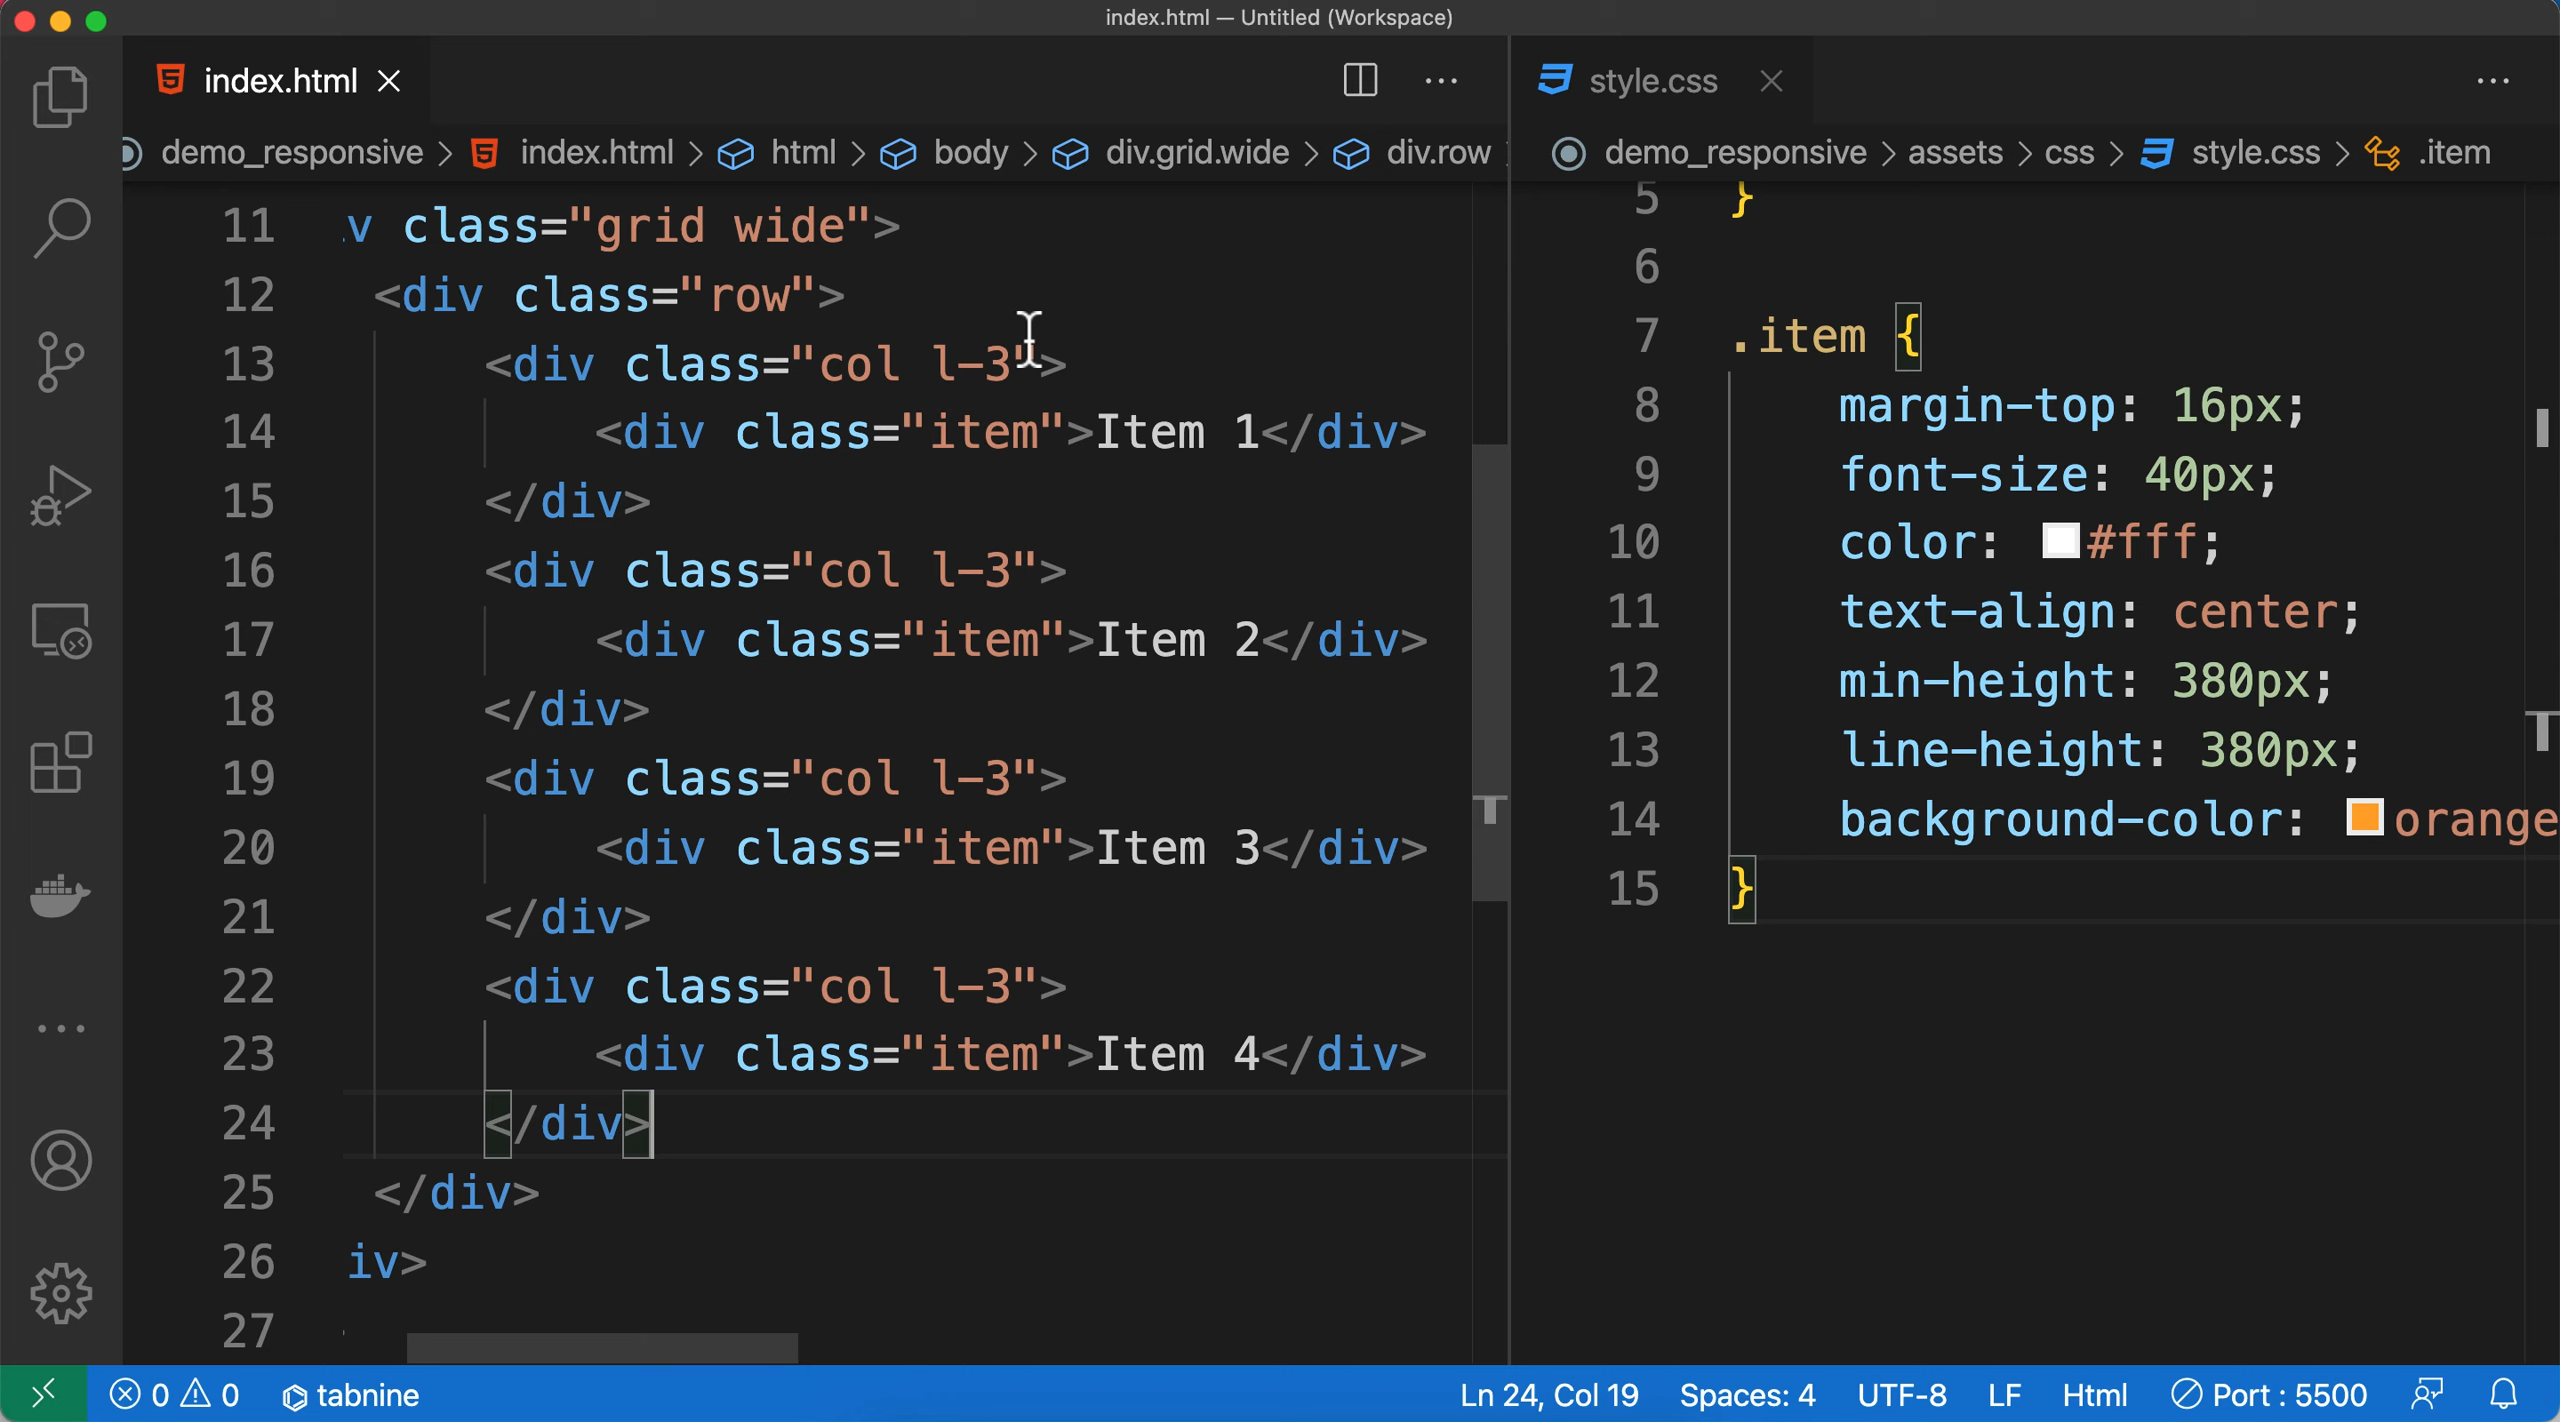 index.html — Untitled (Workspace)
index.html
demo_responsive > index.html > html > body > div.grid.wide > div.row
11 v class="grid wide">
12 <div class="row">
13 <div class="col l-3">
14 <div class="item">Item 1</div>
15 </div>
16 <div class="col l-3">
17 <div class="item">Item 2</div>
18 </div>
19 <div class="col l-3">
20 <div class="item">Item 3</div>
21 </div>
22 <div class="col l-3">
23 <div class="item">Item 4</div>
24 </div>
25 </div>
26 iv>
27
style.css
demo_responsive > assets > css > style.css > .item
5 }
6
7 .item {
8 margin-top: 16px;
9 font-size: 40px;
10 color: #fff;
11 text-align: center;
12 min-height: 380px;
13 line-height: 380px;
14 background-color: orange
15 }
0 0 tabnine Ln 24, Col 19 Spaces: 4 UTF-8 LF Html Port : 5500